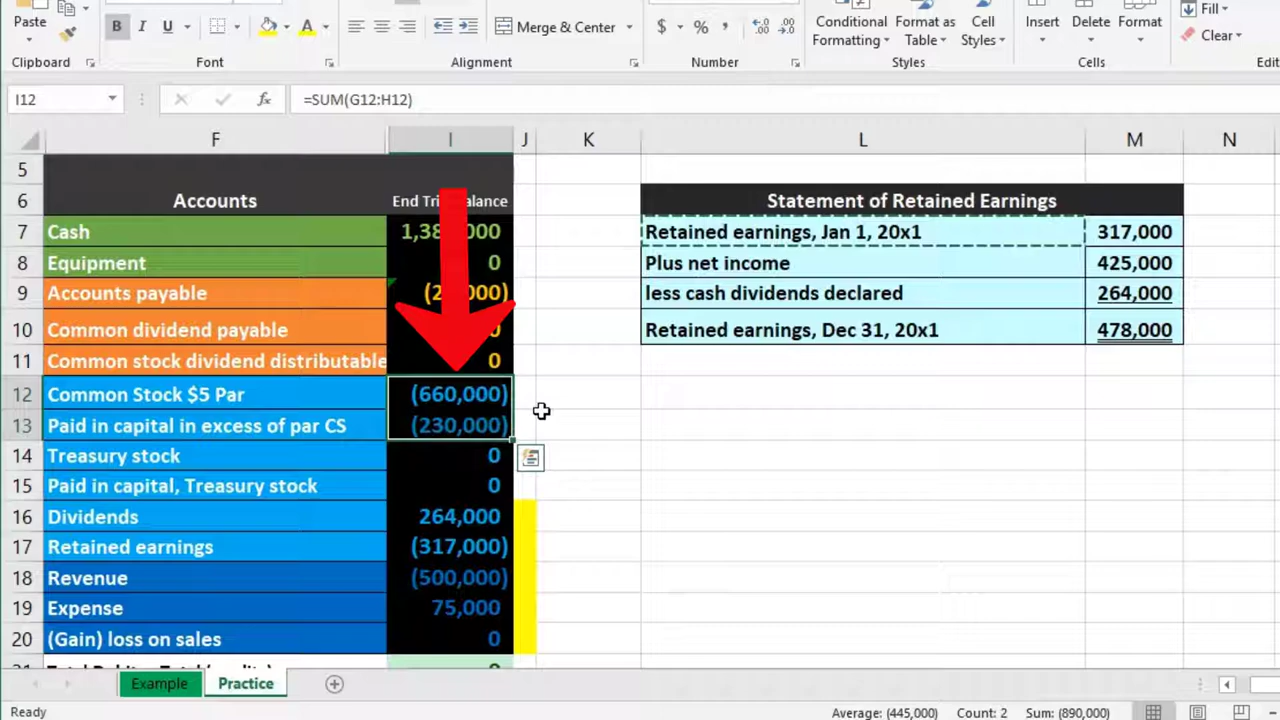 Paste
B I U A
Merge & Center
$ % ,
Conditional Formatting
Format as Table
Cell Styles
Insert Delete Format
Fill
Clear
Clipboard Font Alignment Number Styles Cells
I12 fx =SUM(G12:H12)
F I J K L M N
5
6 Accounts Statement of Retained Earnings
7 Cash Retained earnings, Jan 1, 20x1 317,000
8 Equipment 0 Plus net income 425,000
9 Accounts payable less cash dividends declared 264,000
10 Common dividend payable Retained earnings, Dec 31, 20x1 478,000
11 Common stock dividend distributable 0
12 Common Stock $5 Par (660,000)
13 Paid in capital in excess of par CS (230,000)
14 Treasury stock 0
15 Paid in capital, Treasury stock 0
16 Dividends 264,000
17 Retained earnings (317,000)
18 Revenue (500,000)
19 Expense 75,000
20 (Gain) loss on sales 0
Example Practice
Ready Average: (445,000) Count: 2 Sum: (890,000)